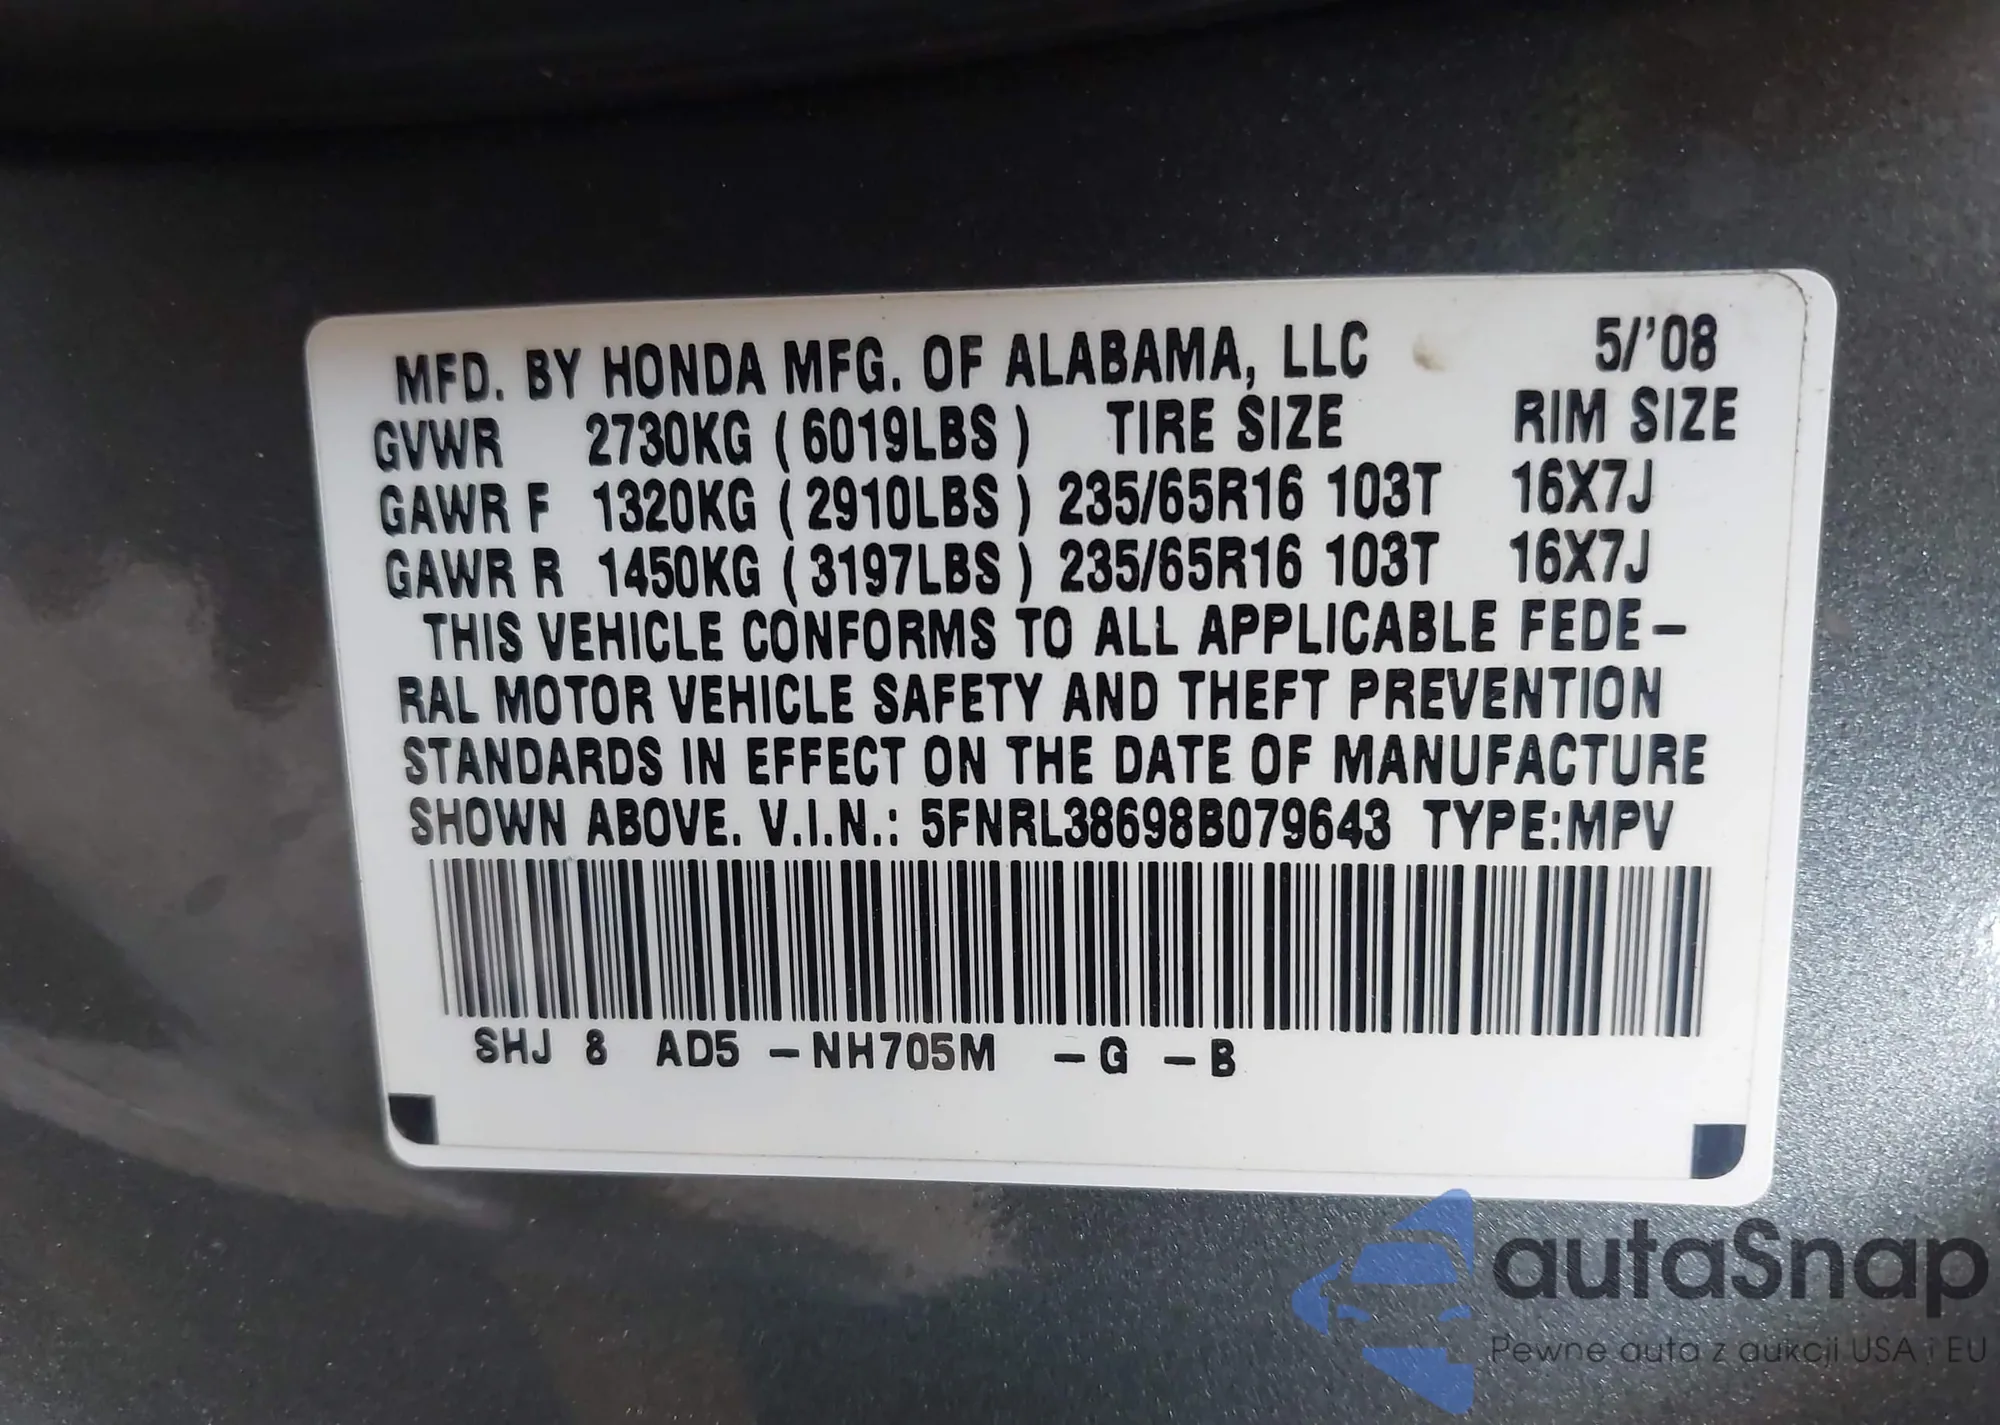 MFD. BY HONDA MFG. OF ALABAMA, LLC 5/'08
GVWR 2730KG (6019LBS) TIRE SIZE RIM SIZE
GAWR F 1320KG (2910LBS) 235/65R16 103T 16X7J
GAWR R 1450KG (3197LBS) 235/65R16 103T 16X7J
THIS VEHICLE CONFORMS TO ALL APPLICABLE FEDE-
RAL MOTOR VEHICLE SAFETY AND THEFT PREVENTION
STANDARDS IN EFFECT ON THE DATE OF MANUFACTURE
SHOWN ABOVE. V.I.N.: 5FNRL38698B079643 TYPE:MPV
SHJ 8 AD5 -NH705M -G -B
autaSnap
Pewne auta z aukcji USA i EU